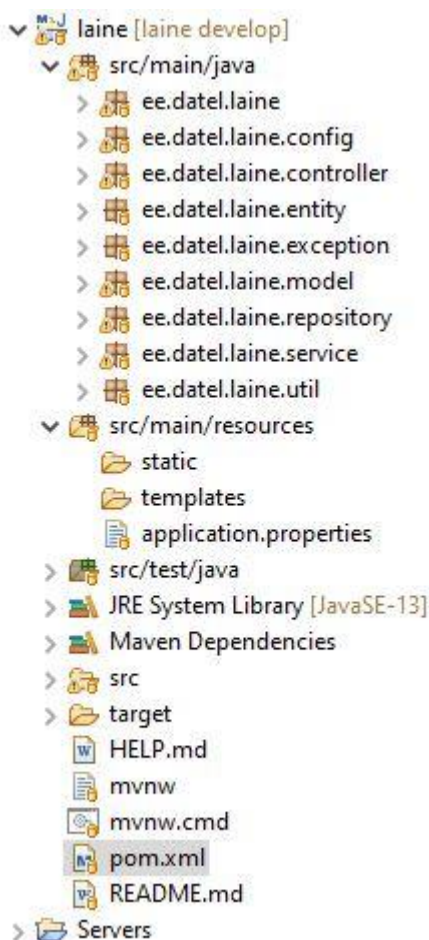 laine [laine develop]
src/main/java
ee.datel.laine
ee.datel.laine.config
ee.datel.laine.controller
ee.datel.laine.entity
ee.datel.laine.exception
ee.datel.laine.model
ee.datel.laine.repository
ee.datel.laine.service
ee.datel.laine.util
src/main/resources
static
templates
application.properties
src/test/java
JRE System Library [JavaSE-13]
Maven Dependencies
src
target
HELP.md
mvnw
mvnw.cmd
pom.xml
README.md
Servers